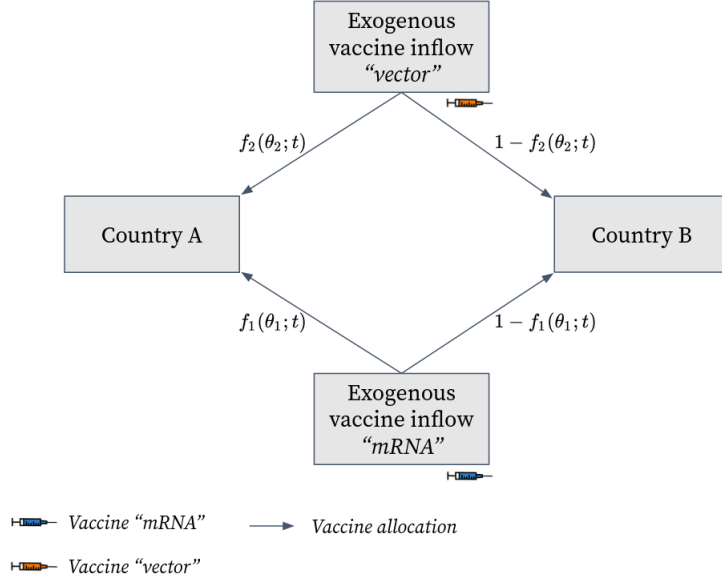 Exogenous
vaccine inflow
“vector”
f₂(θ₂; t)
1 − f₂(θ₂; t)
Country A
Country B
f₁(θ₁; t)
1 − f₁(θ₁; t)
Exogenous
vaccine inflow
“mRNA”
Vaccine “mRNA”
Vaccine allocation
Vaccine “vector”